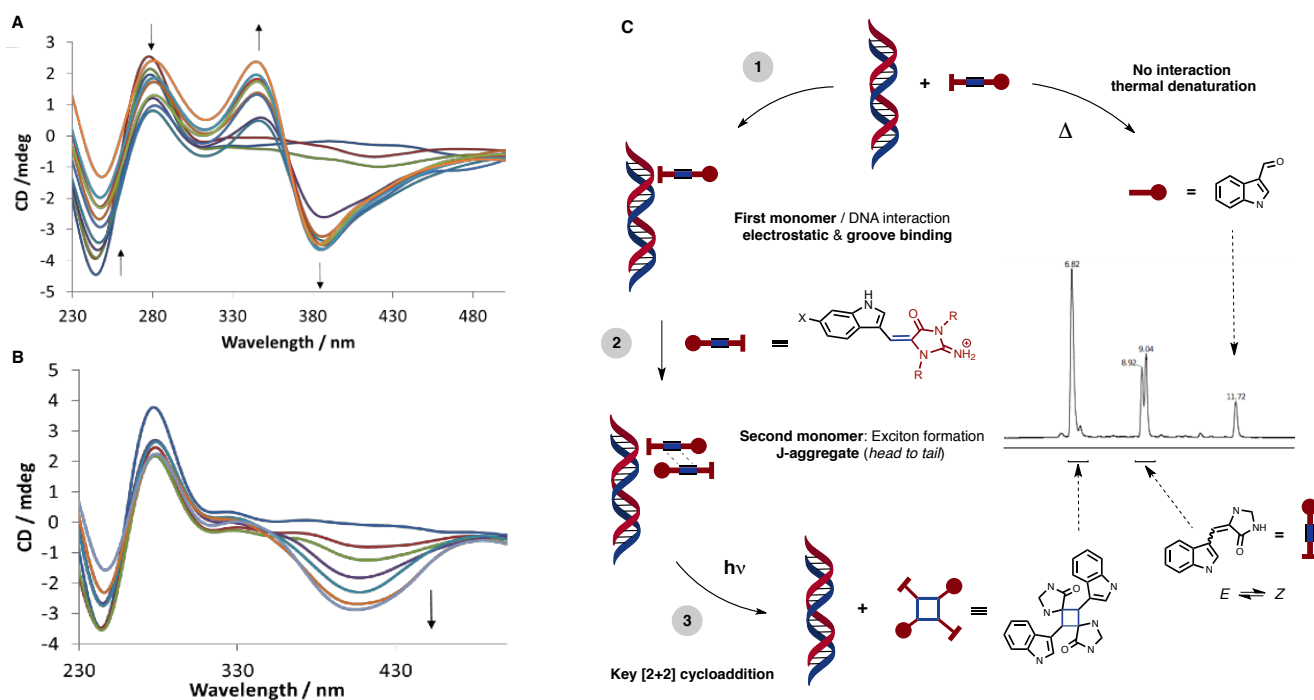 A
3
2
1
0
-1
-2
-3
-4
-5
CD /mdeg
230 280 330 380 430 480
Wavelength / nm
B
5
4
3
2
1
0
-1
-2
-3
-4
CD / mdeg
230 330 430
Wavelength / nm
C
1
+
No interaction
thermal denaturation
Δ
=
O
N
First monomer / DNA interaction
electrostatic & groove binding
2
≡
H
N
X
O
N
R
N
R
NH2
+
6.82
8.92
9.04
11.72
Second monomer: Exciton formation
J-aggregate (head to tail)
hν
3
Key [2+2] cycloaddition
+
≡
N
O
N
N
N
N
O
N
N
N
NH
O
=
E ⇌ Z